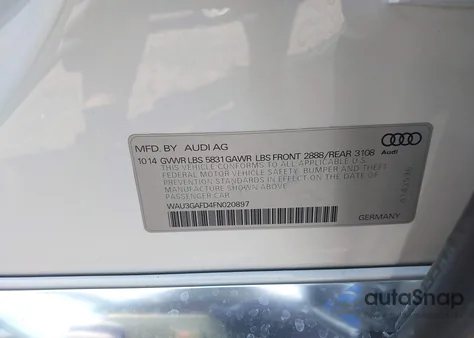 MFD. BY AUDI AG
10 14 GVWR LBS 5831 GAWR LBS FRONT 2888/REAR 3108
THIS VEHICLE CONFORMS TO ALL APPLICABLE U.S.
FEDERAL MOTOR VEHICLE SAFETY, BUMPER AND THEFT
PREVENTION STANDARDS IN EFFECT ON THE DATE OF
MANUFACTURE SHOWN ABOVE.
PASSENGER CAR
WAU3GAFD4FN020897
Audi
GERMANY
autoSnap